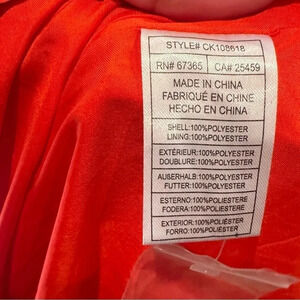 STYLE# CK108618
RN# 67365 CA# 25459
MADE IN CHINA
FABRIQUÉ EN CHINE
HECHO EN CHINA
SHELL:100%POLYESTER
LINING:100%POLYESTER
EXTÉRIEUR:100%POLYESTER
DOUBLURE:100%POLYESTER
AUßERHALB:100%POLYESTER
FUTTER:100%POLYESTER
ESTERNO:100%POLIESTERE
FODERA:100%POLIESTERE
EXTERIOR:100%POLIÉSTER
FORRO:100%POLIÉSTER